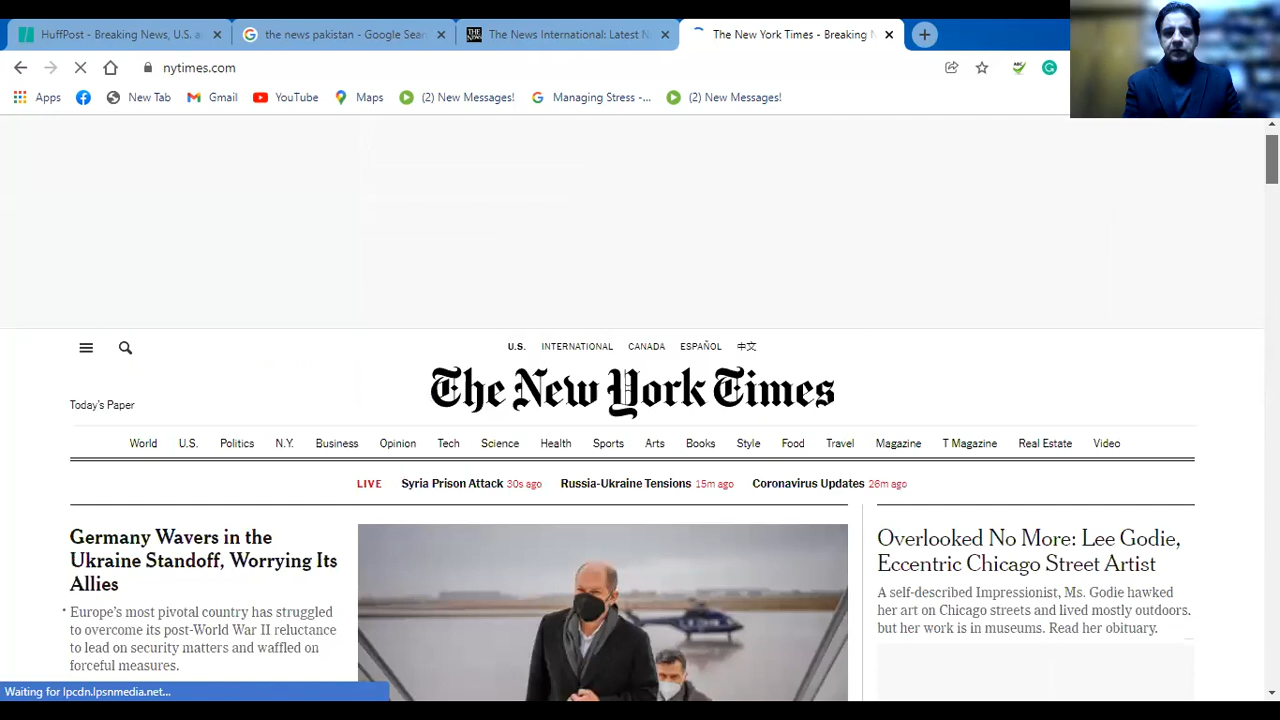 HuffPost - Breaking News, U.S. a
the news pakistan - Google Sear
THE NEWS
The News International: Latest N
The New York Times - Breaking N
nytimes.com
ABC
Apps
New Tab
Gmail
YouTube
Maps
(2) New Messages!
Managing Stress -...
(2) New Messages!
U.S. INTERNATIONAL CANADA ESPAÑOL 中文
The New York Times
Today's Paper
World U.S. Politics N.Y. Business Opinion Tech Science Health Sports Arts Books Style Food Travel Magazine T Magazine Real Estate Video
LIVE Syria Prison Attack 30s ago Russia-Ukraine Tensions 15m ago Coronavirus Updates 26m ago
Germany Wavers in the
Ukraine Standoff, Worrying Its
Allies
Europe's most pivotal country has struggled
to overcome its post-World War II reluctance
to lead on security matters and waffled on
forceful measures.
Overlooked No More: Lee Godie,
Eccentric Chicago Street Artist
A self-described Impressionist, Ms. Godie hawked
her art on Chicago streets and lived mostly outdoors,
but her work is in museums. Read her obituary.
Waiting for lpcdn.lpsnmedia.net...